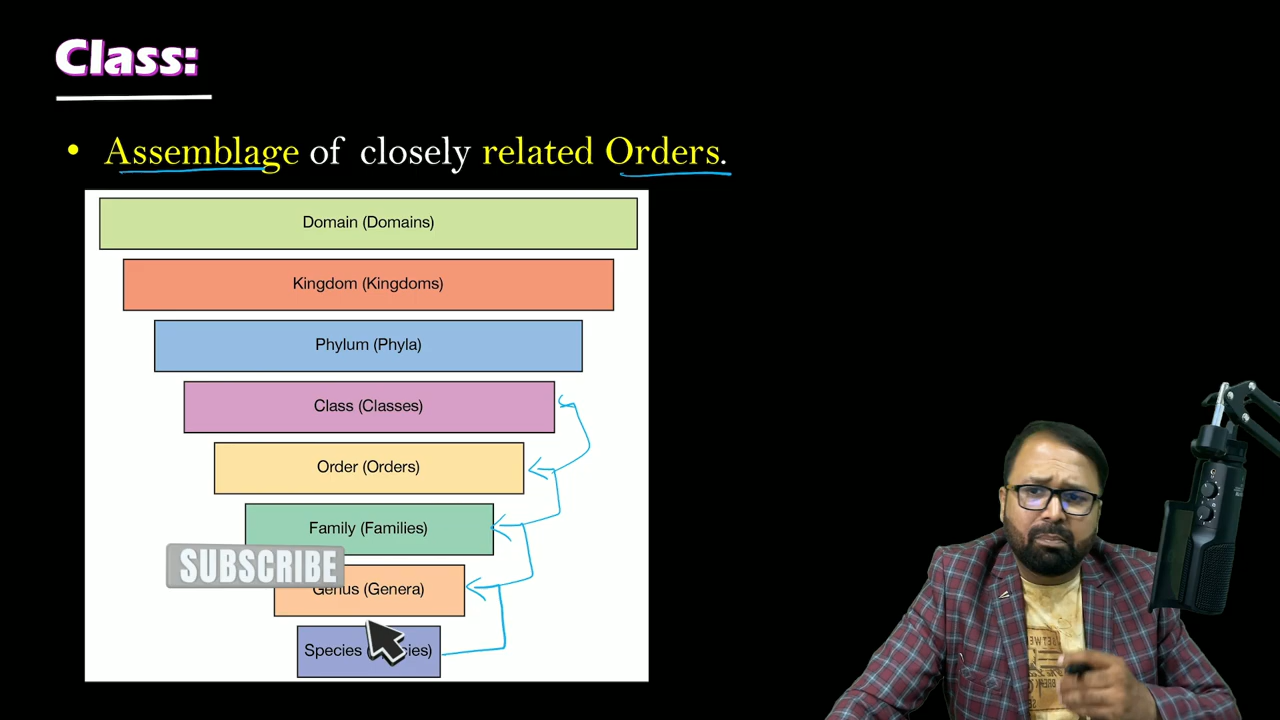 Class:
• Assemblage of closely related Orders.
Domain (Domains)
Kingdom (Kingdoms)
Phylum (Phyla)
Class (Classes)
Order (Orders)
Family (Families)
SUBSCRIBE
Genus (Genera)
Species